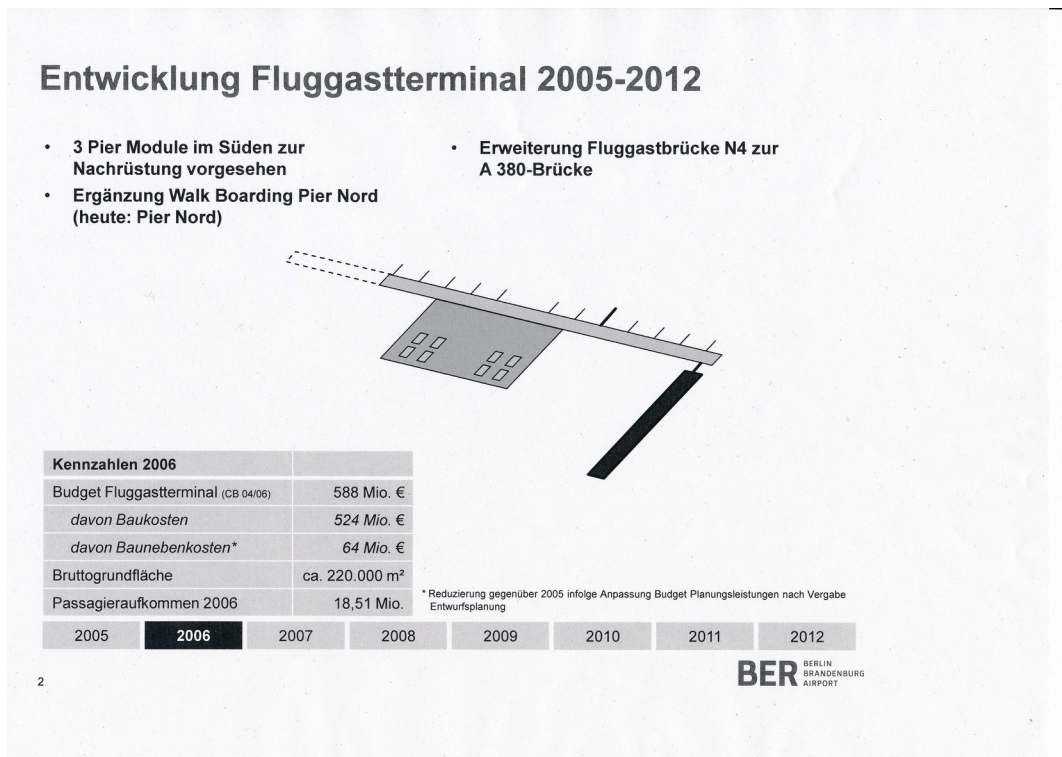 Entwicklung Fluggastterminal 2005-2012
• 3 Pier Module im Süden zur
Nachrüstung vorgesehen
• Ergänzung Walk Boarding Pier Nord
(heute: Pier Nord)
• Erweiterung Fluggastbrücke N4 zur
A 380-Brücke
Kennzahlen 2006
Budget Fluggastterminal (CB 04/06) 588 Mio. €
davon Baukosten 524 Mio. €
davon Baunebenkosten* 64 Mio. €
Bruttogrundfläche ca. 220.000 m²
Passagieraufkommen 2006 18,51 Mio.
* Reduzierung gegenüber 2005 infolge Anpassung Budget Planungsleistungen nach Vergabe
Entwurfsplanung
2005 2006 2007 2008 2009 2010 2011 2012
2
BER BERLIN
BRANDENBURG
AIRPORT